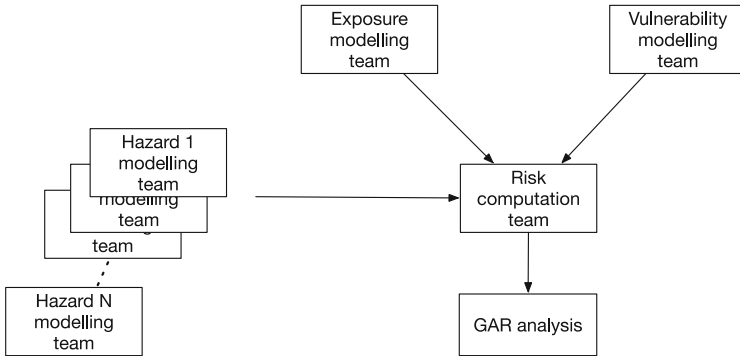 Exposure
modelling
team
Vulnerability
modelling
team
Hazard 1
modelling
team
modelling
team
team
Hazard N
modelling
team
Risk
computation
team
GAR analysis